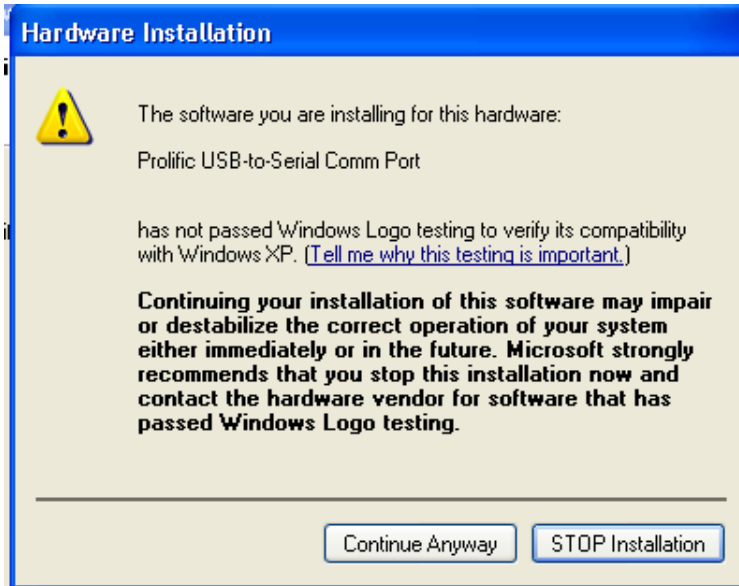 Hardware Installation
The software you are installing for this hardware:
Prolific USB-to-Serial Comm Port
has not passed Windows Logo testing to verify its compatibility
with Windows XP. (Tell me why this testing is important.)
Continuing your installation of this software may impair
or destabilize the correct operation of your system
either immediately or in the future. Microsoft strongly
recommends that you stop this installation now and
contact the hardware vendor for software that has
passed Windows Logo testing.
Continue Anyway
STOP Installation